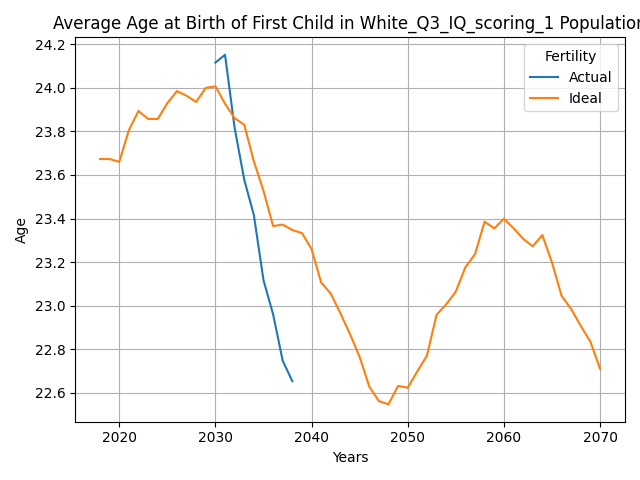 Average Age at Birth of First Child in White_Q3_IQ_scoring_1 Population
Fertility
Actual
Ideal
24.2
24.0
23.8
23.6
23.4
23.2
23.0
22.8
22.6
Age
2020 2030 2040 2050 2060 2070
Years